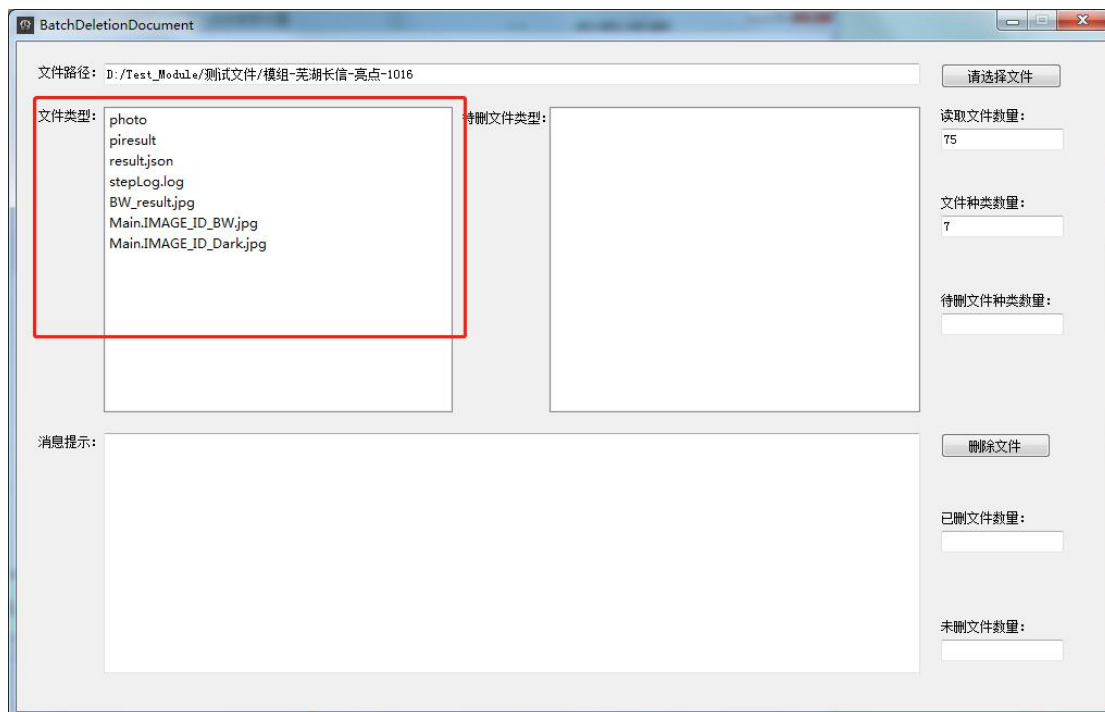 BatchDeletionDocument
文件路径: D:/Test_Module/测试文件/模组-芜湖长信-亮点-1016
请选择文件
文件类型:
photo
piresult
result.json
stepLog.log
BW_result.jpg
Main.IMAGE_ID_BW.jpg
Main.IMAGE_ID_Dark.jpg
待删文件类型:
读取文件数量:
75
文件种类数量:
7
待删文件种类数量:
消息提示:
删除文件
已删文件数量:
未删文件数量: